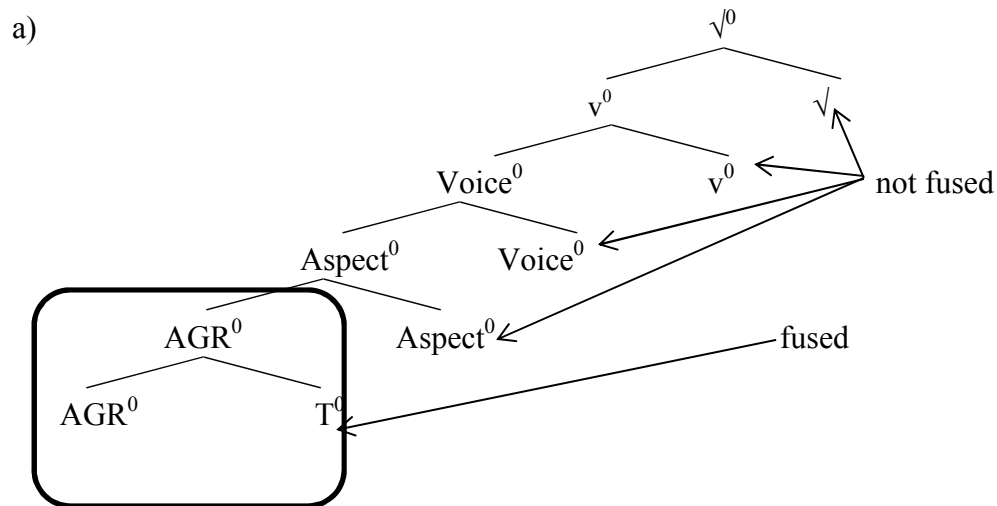 a)
√⁰
v⁰ √
Voice⁰ v⁰ not fused
Aspect⁰ Voice⁰
AGR⁰ Aspect⁰ fused
AGR⁰ T⁰